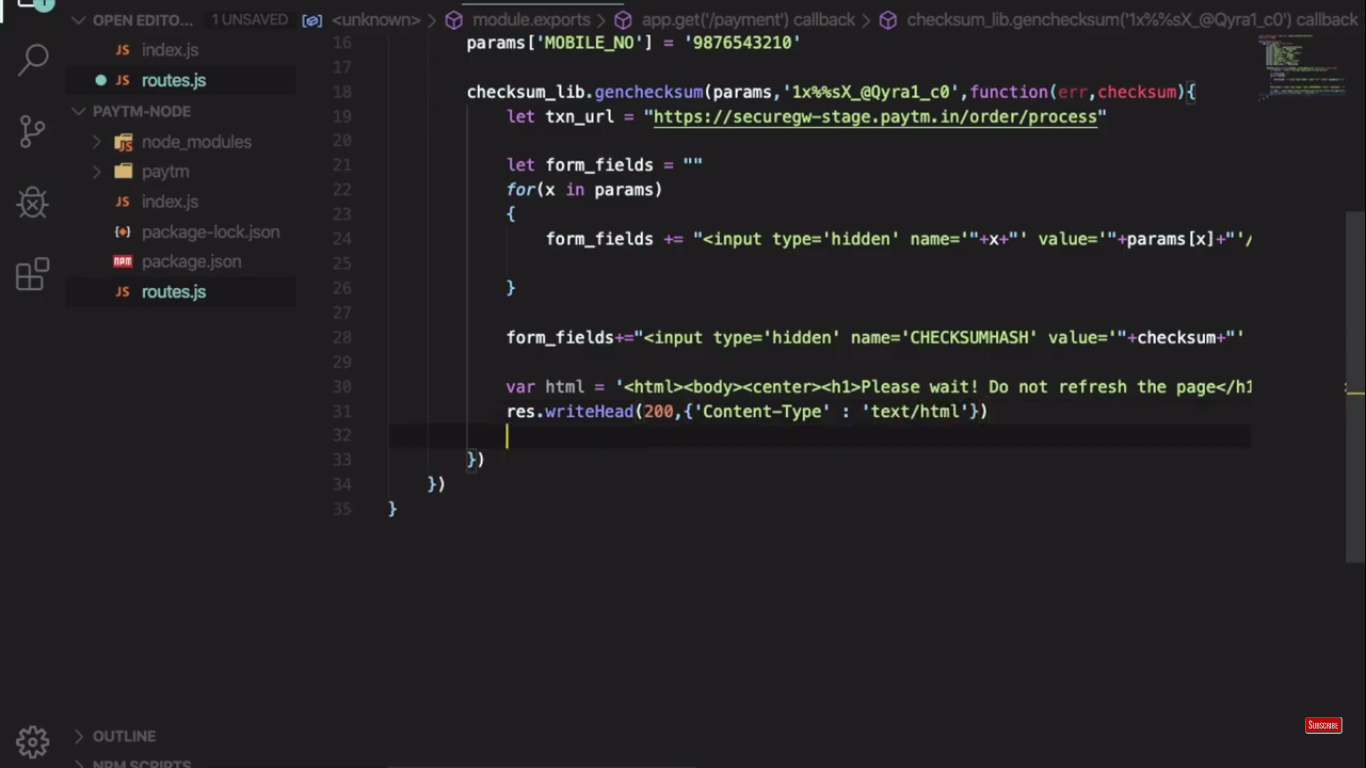 OPEN EDITO... 1 UNSAVED
JS index.js
JS routes.js
PAYTM-NODE
node_modules
paytm
JS index.js
package-lock.json
package.json
JS routes.js
OUTLINE
NPM SCRIPTS
<unknown> > module.exports > app.get('/payment') callback > checksum_lib.genchecksum('1x%%sX_@Qyra1_c0') callback
16 params['MOBILE_NO'] = '9876543210'
17
18 checksum_lib.genchecksum(params,'1x%%sX_@Qyra1_c0',function(err,checksum){
19 let txn_url = "https://securegw-stage.paytm.in/order/process"
20
21 let form_fields = ""
22 for(x in params)
23 {
24 form_fields += "<input type='hidden' name='"+x+"' value='"+params[x]+"'/
25
26 }
27
28 form_fields+="<input type='hidden' name='CHECKSUMHASH' value='"+checksum+"'
29
30 var html = '<html><body><center><h1>Please wait! Do not refresh the page</h1
31 res.writeHead(200,{'Content-Type' : 'text/html'})
32
33 })
34 })
35 }
SUBSCRIBE